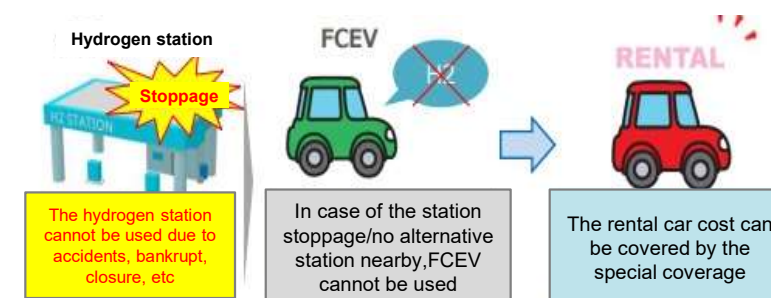 Hydrogen station
Stoppage
H2 STATION
The hydrogen station
cannot be used due to
accidents, bankrupt,
closure, etc
FCEV
H2
In case of the station
stoppage/no alternative
station nearby,FCEV
cannot be used
RENTAL
The rental car cost can
be covered by the
special coverage